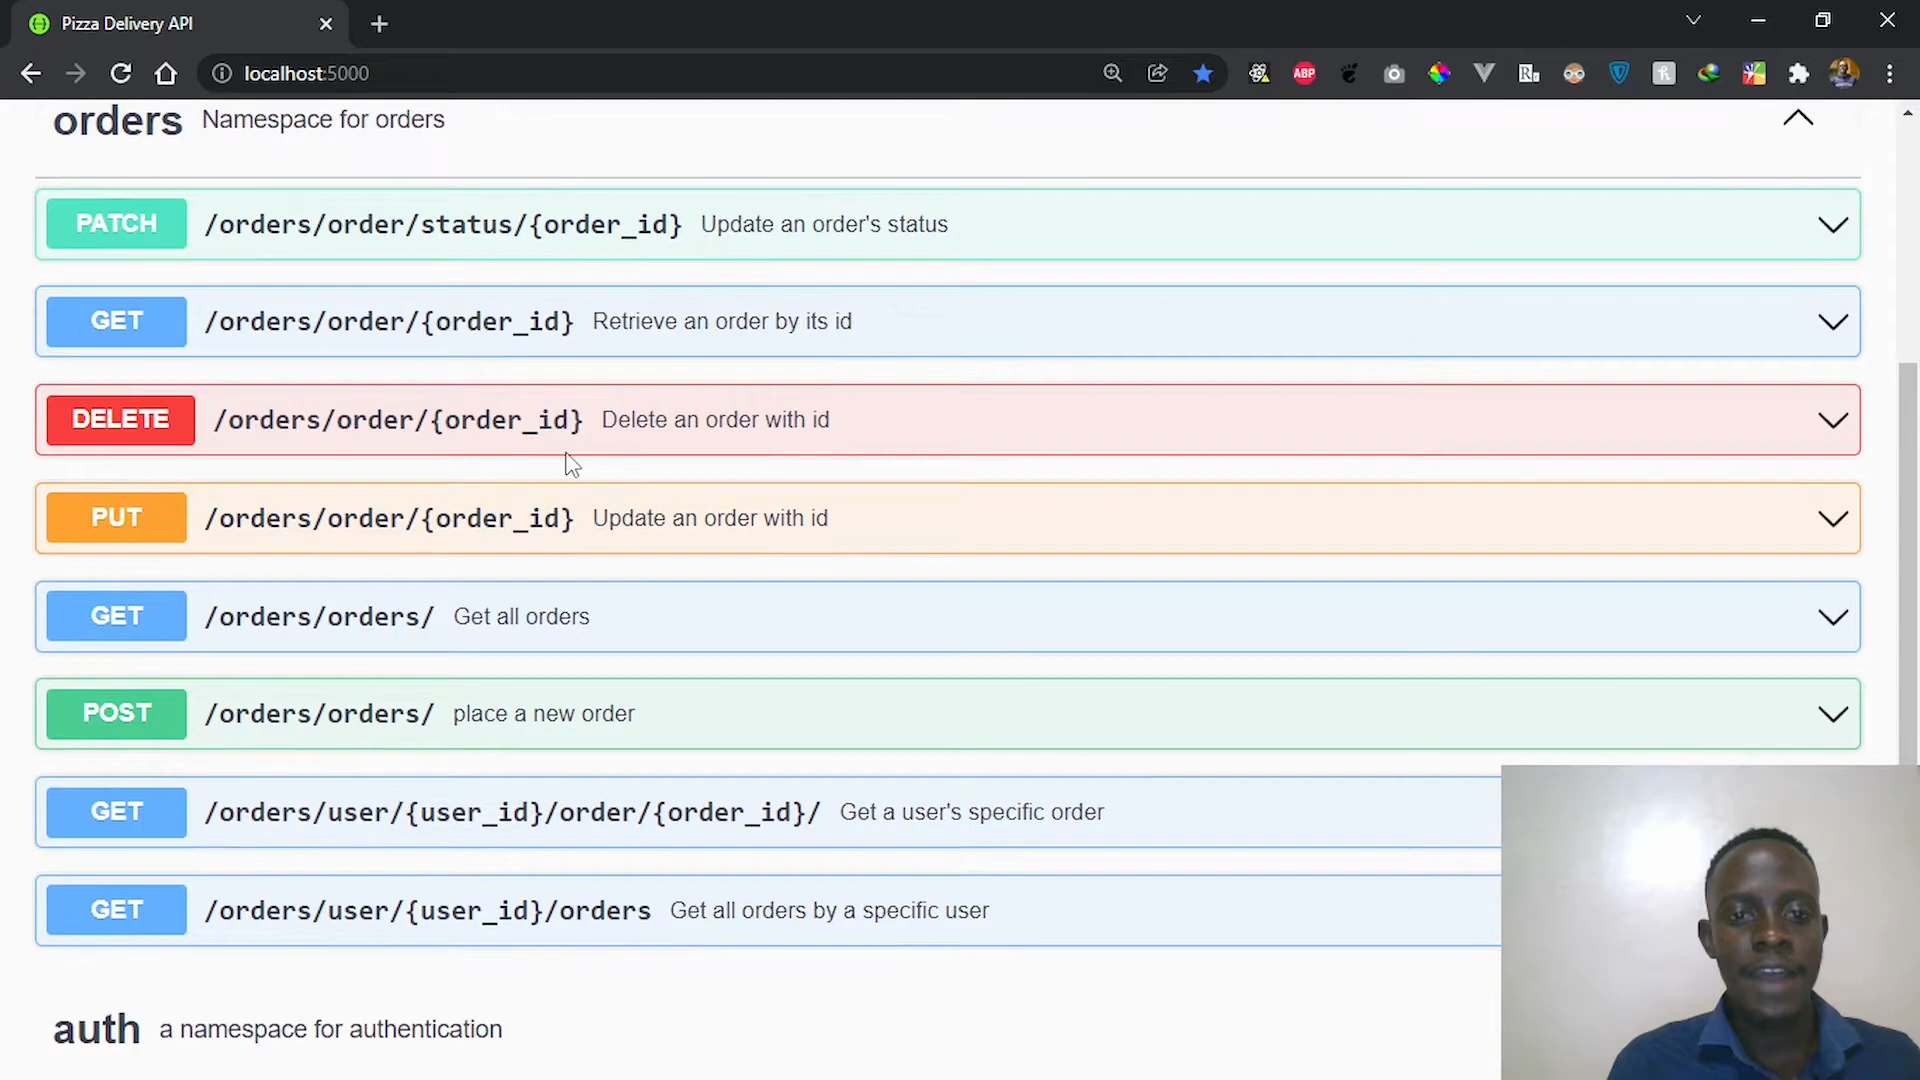 Pizza Delivery API
localhost:5000
ABP
orders Namespace for orders
PATCH /orders/order/status/{order_id} Update an order's status
GET /orders/order/{order_id} Retrieve an order by its id
DELETE /orders/order/{order_id} Delete an order with id
PUT /orders/order/{order_id} Update an order with id
GET /orders/orders/ Get all orders
POST /orders/orders/ place a new order
GET /orders/user/{user_id}/order/{order_id}/ Get a user's specific order
GET /orders/user/{user_id}/orders Get all orders by a specific user
auth a namespace for authentication